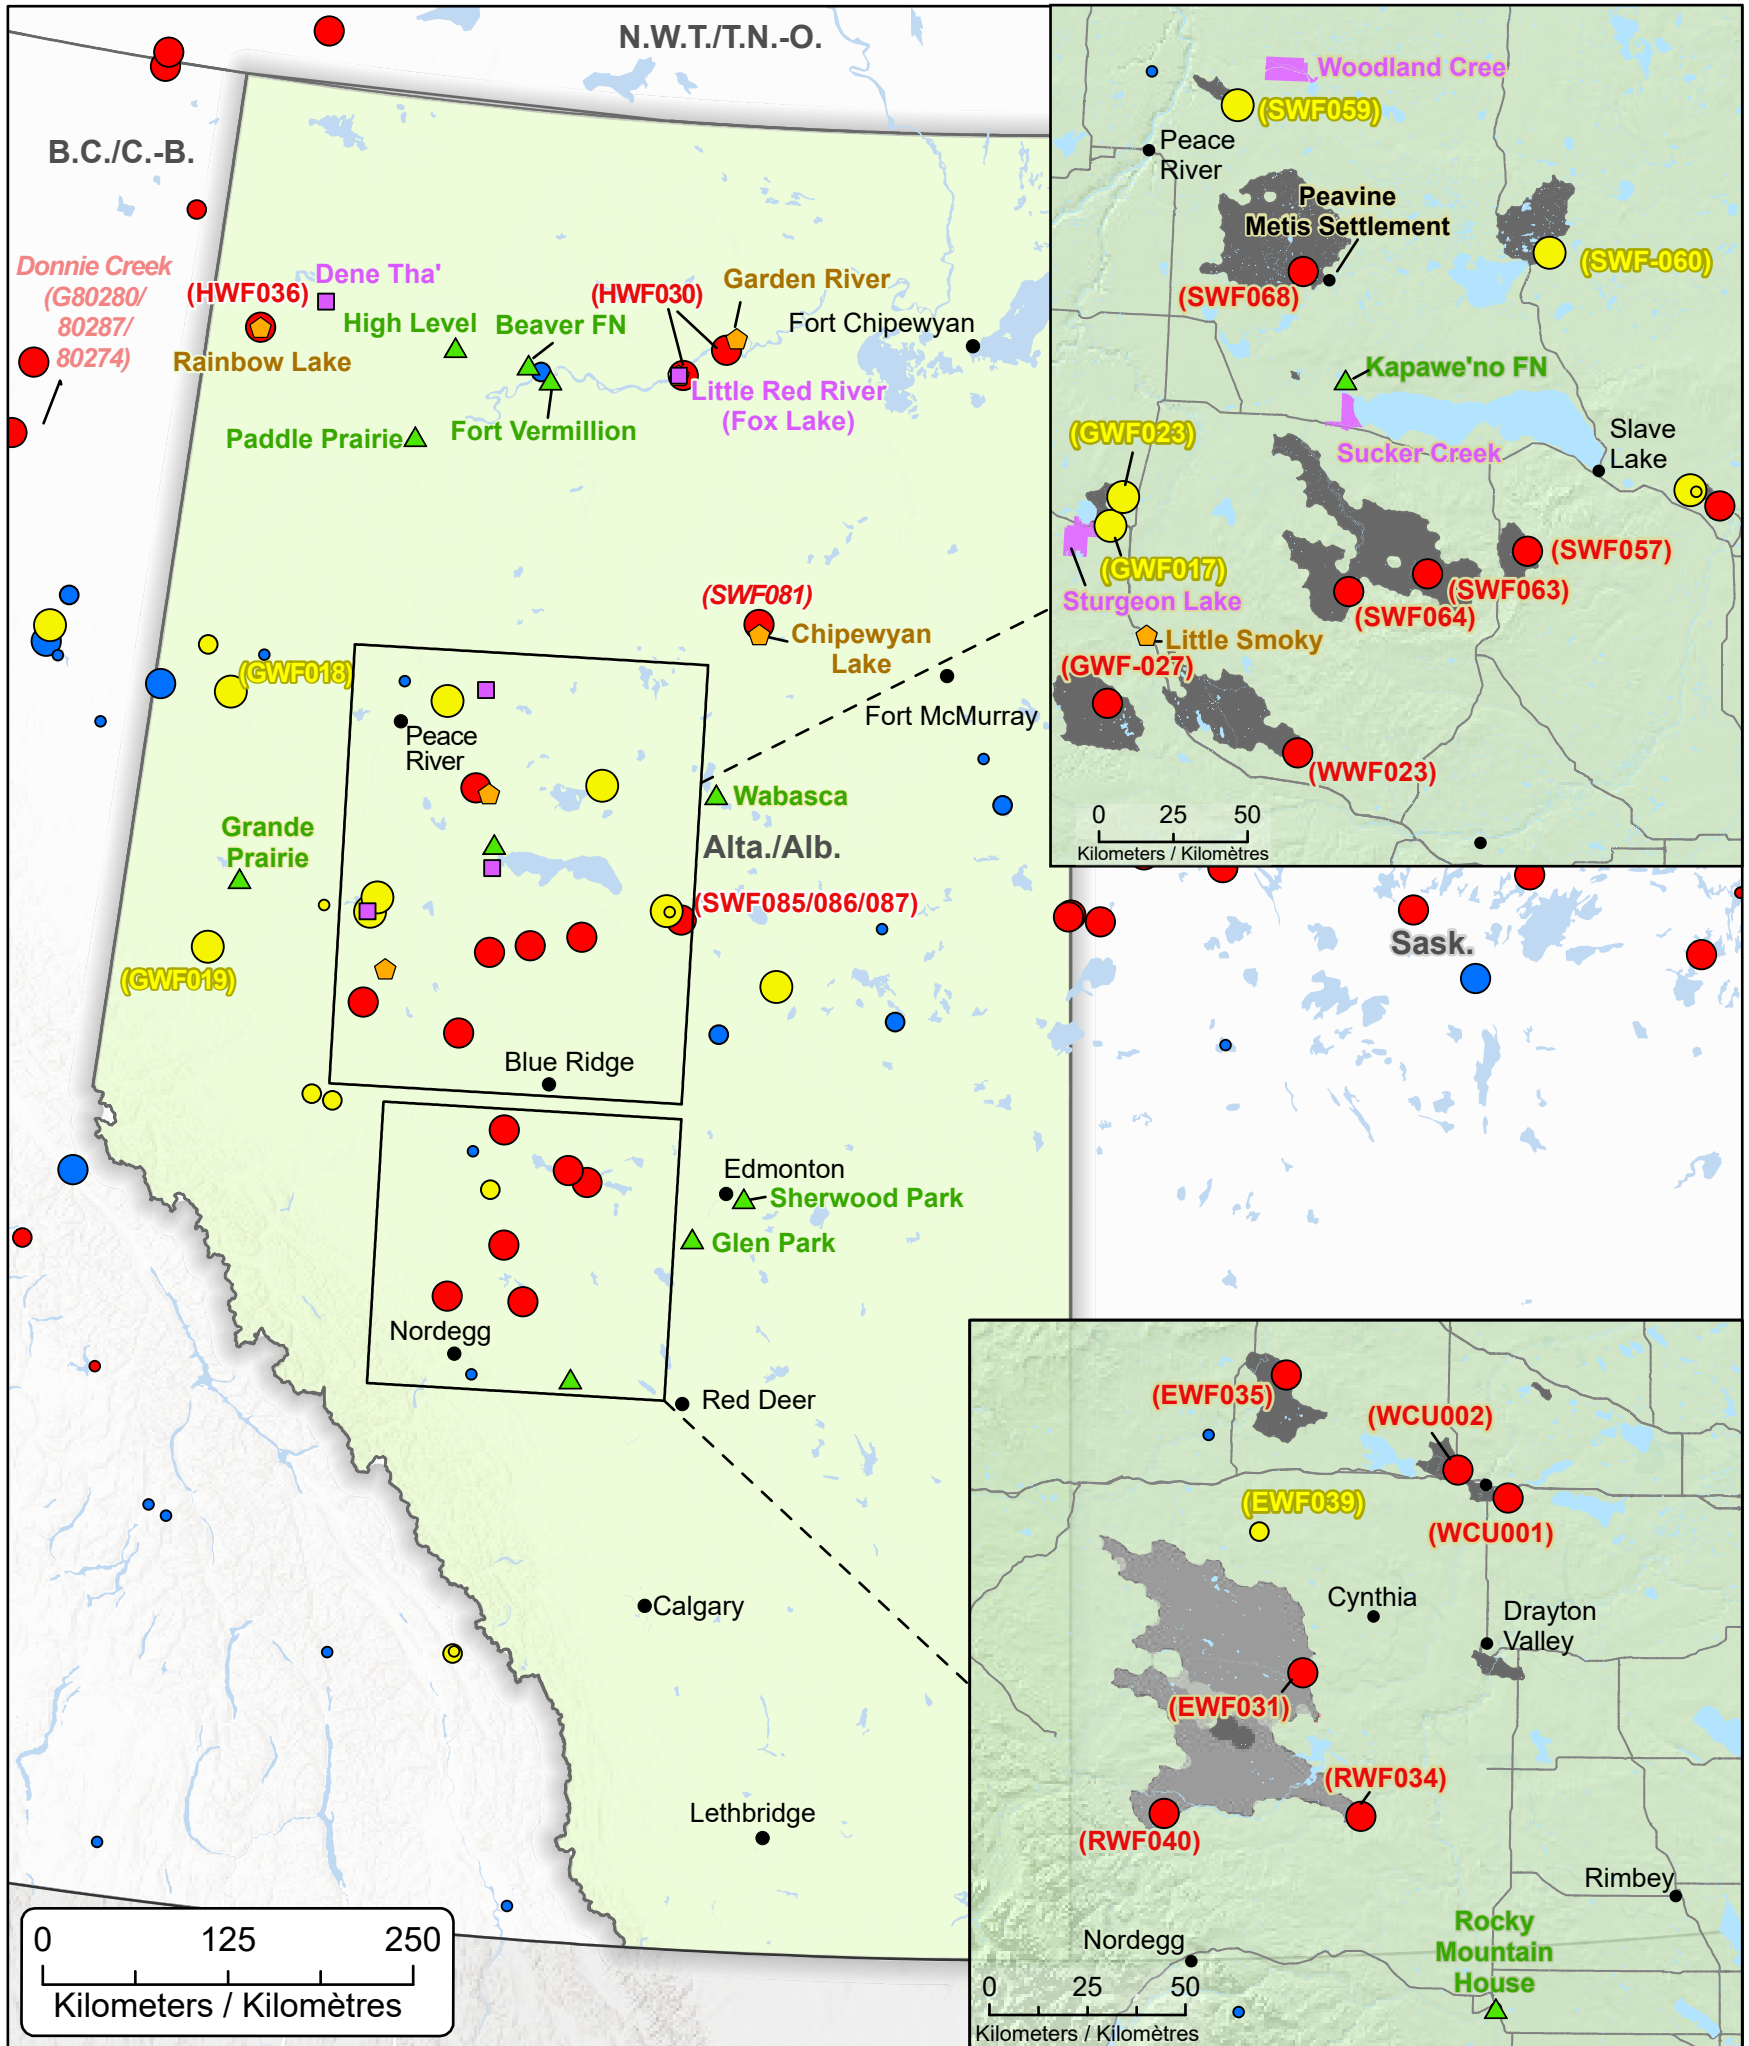 N.W.T./T.N.-O.
B.C./C.-B.
Donnie Creek
(G80280/
80287/
80274)
(HWF036)
Rainbow Lake
Dene Tha'
High Level
Beaver FN
Paddle Prairie
Fort Vermillion
(HWF030)
Garden River
Fort Chipewyan
Little Red River
(Fox Lake)
(SWF081)
Chipewyan
Lake
Fort McMurray
(GWF018)
Peace
River
Wabasca
Alta./Alb.
Grande
Prairie
(SWF085/086/087)
(GWF019)
Blue Ridge
Edmonton
Sherwood Park
Glen Park
Nordegg
Red Deer
Calgary
Lethbridge
Sask.
0 125 250
Kilometers / Kilomètres
Woodland Cree
(SWF059)
Peace
River
Peavine
Metis Settlement
(SWF-060)
(SWF068)
Kapawe'no FN
Sucker Creek
Slave
Lake
(GWF023)
(GWF017)
Sturgeon Lake
(SWF057)
(SWF063)
(SWF064)
Little Smoky
(GWF-027)
(WWF023)
0 25 50
Kilometers / Kilomètres
(EWF035)
(WCU002)
(EWF039)
(WCU001)
Cynthia
Drayton
Valley
(EWF031)
(RWF034)
(RWF040)
Rimbey
Rocky
Mountain
House
Nordegg
0 25 50
Kilometers / Kilomètres